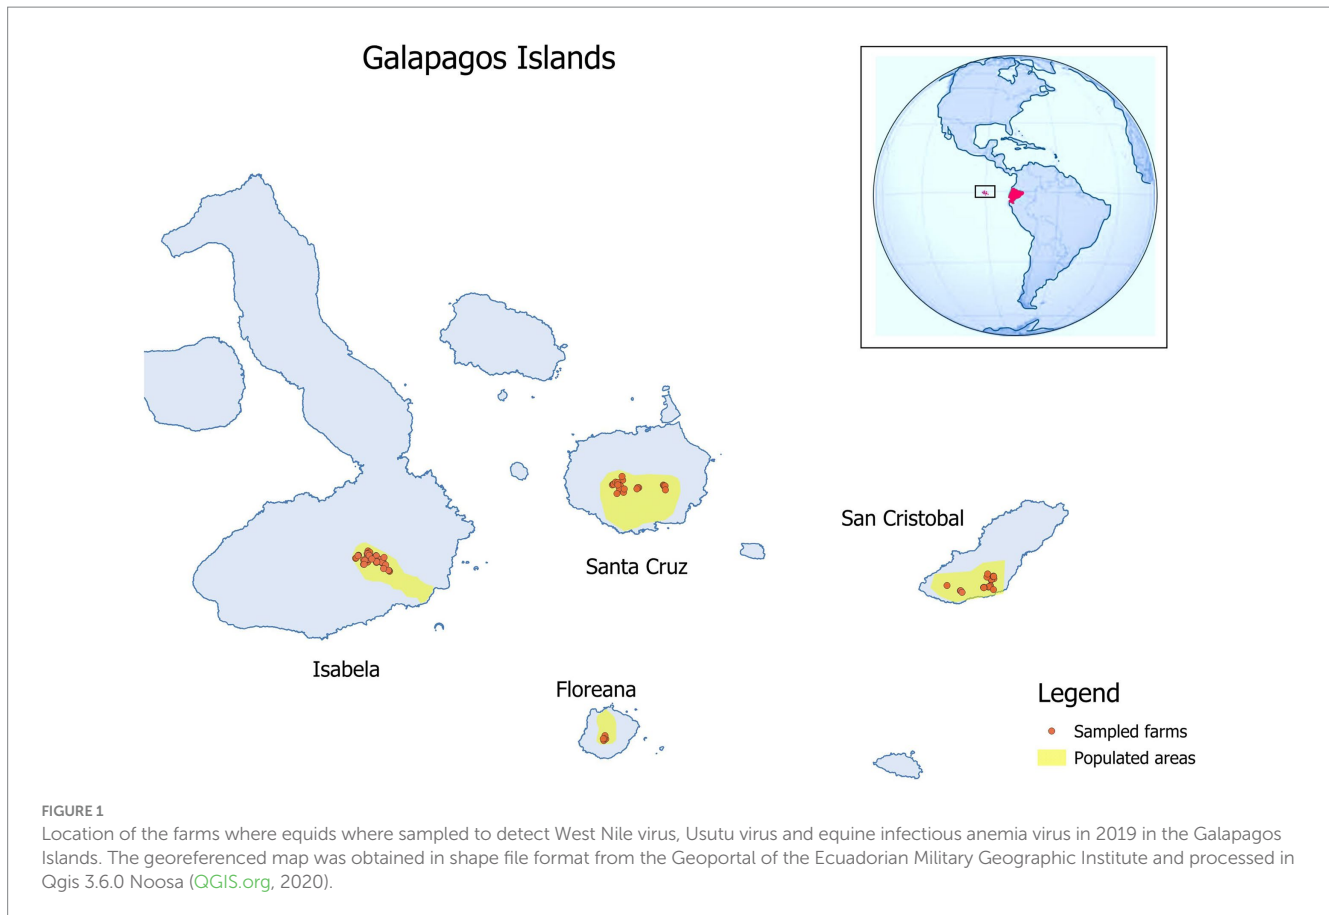 Galapagos Islands
San Cristobal
Santa Cruz
Isabela
Floreana
Legend
Sampled farms
Populated areas
FIGURE 1
Location of the farms where equids where sampled to detect West Nile virus, Usutu virus and equine infectious anemia virus in 2019 in the Galapagos
Islands. The georeferenced map was obtained in shape file format from the Geoportal of the Ecuadorian Military Geographic Institute and processed in
Qgis 3.6.0 Noosa (QGIS.org, 2020).